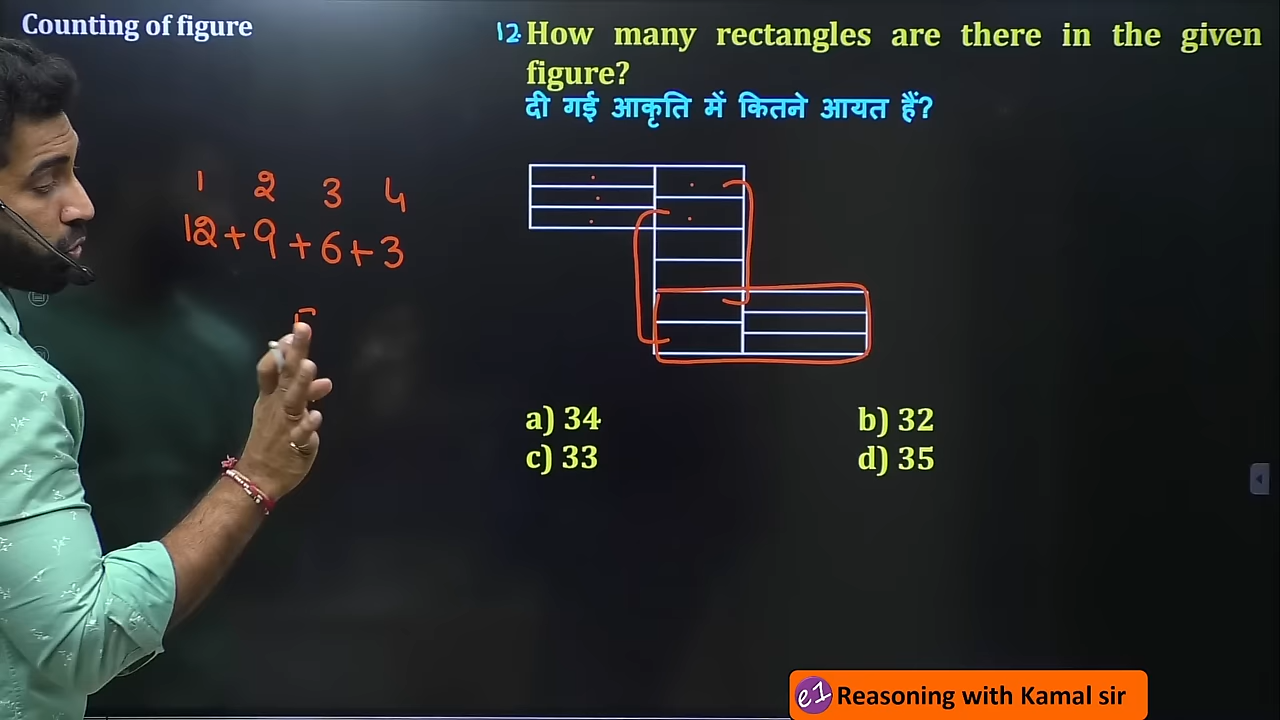 Counting of figure
12. How many rectangles are there in the given
figure?
दी गई आकृति में कितने आयत हैं?
1 2 3 4
12+9+6+3
a) 34
b) 32
c) 33
d) 35
e1 Reasoning with Kamal sir